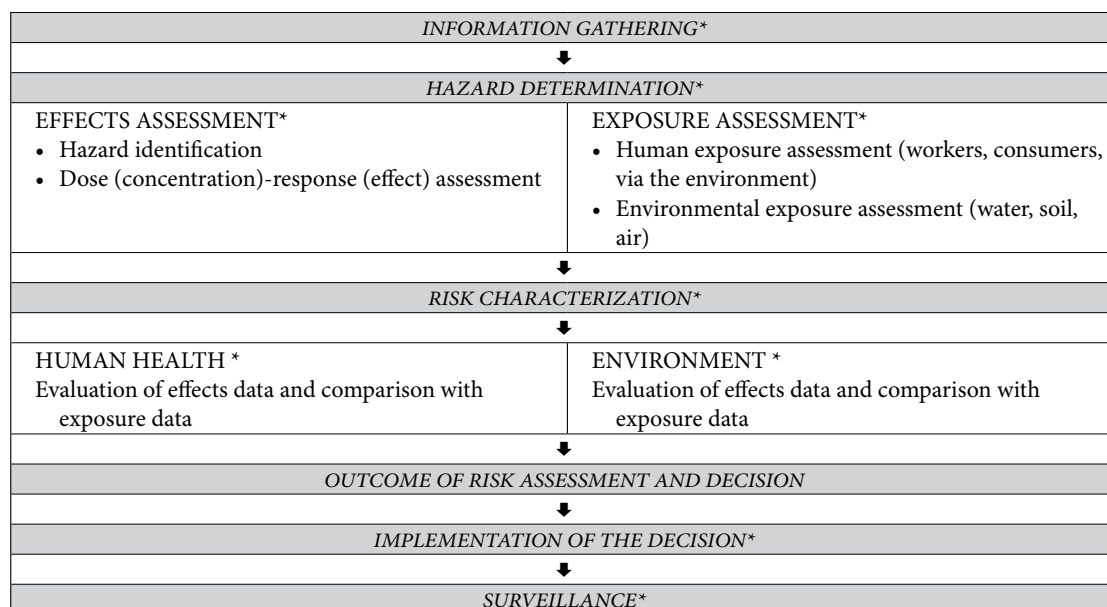 INFORMATION GATHERING*
HAZARD DETERMINATION*
EFFECTS ASSESSMENT*
• Hazard identification
• Dose (concentration)-response (effect) assessment
EXPOSURE ASSESSMENT*
• Human exposure assessment (workers, consumers,
via the environment)
• Environmental exposure assessment (water, soil,
air)
RISK CHARACTERIZATION*
HUMAN HEALTH *
Evaluation of effects data and comparison with
exposure data
ENVIRONMENT *
Evaluation of effects data and comparison with
exposure data
OUTCOME OF RISK ASSESSMENT AND DECISION
IMPLEMENTATION OF THE DECISION*
SURVEILLANCE*